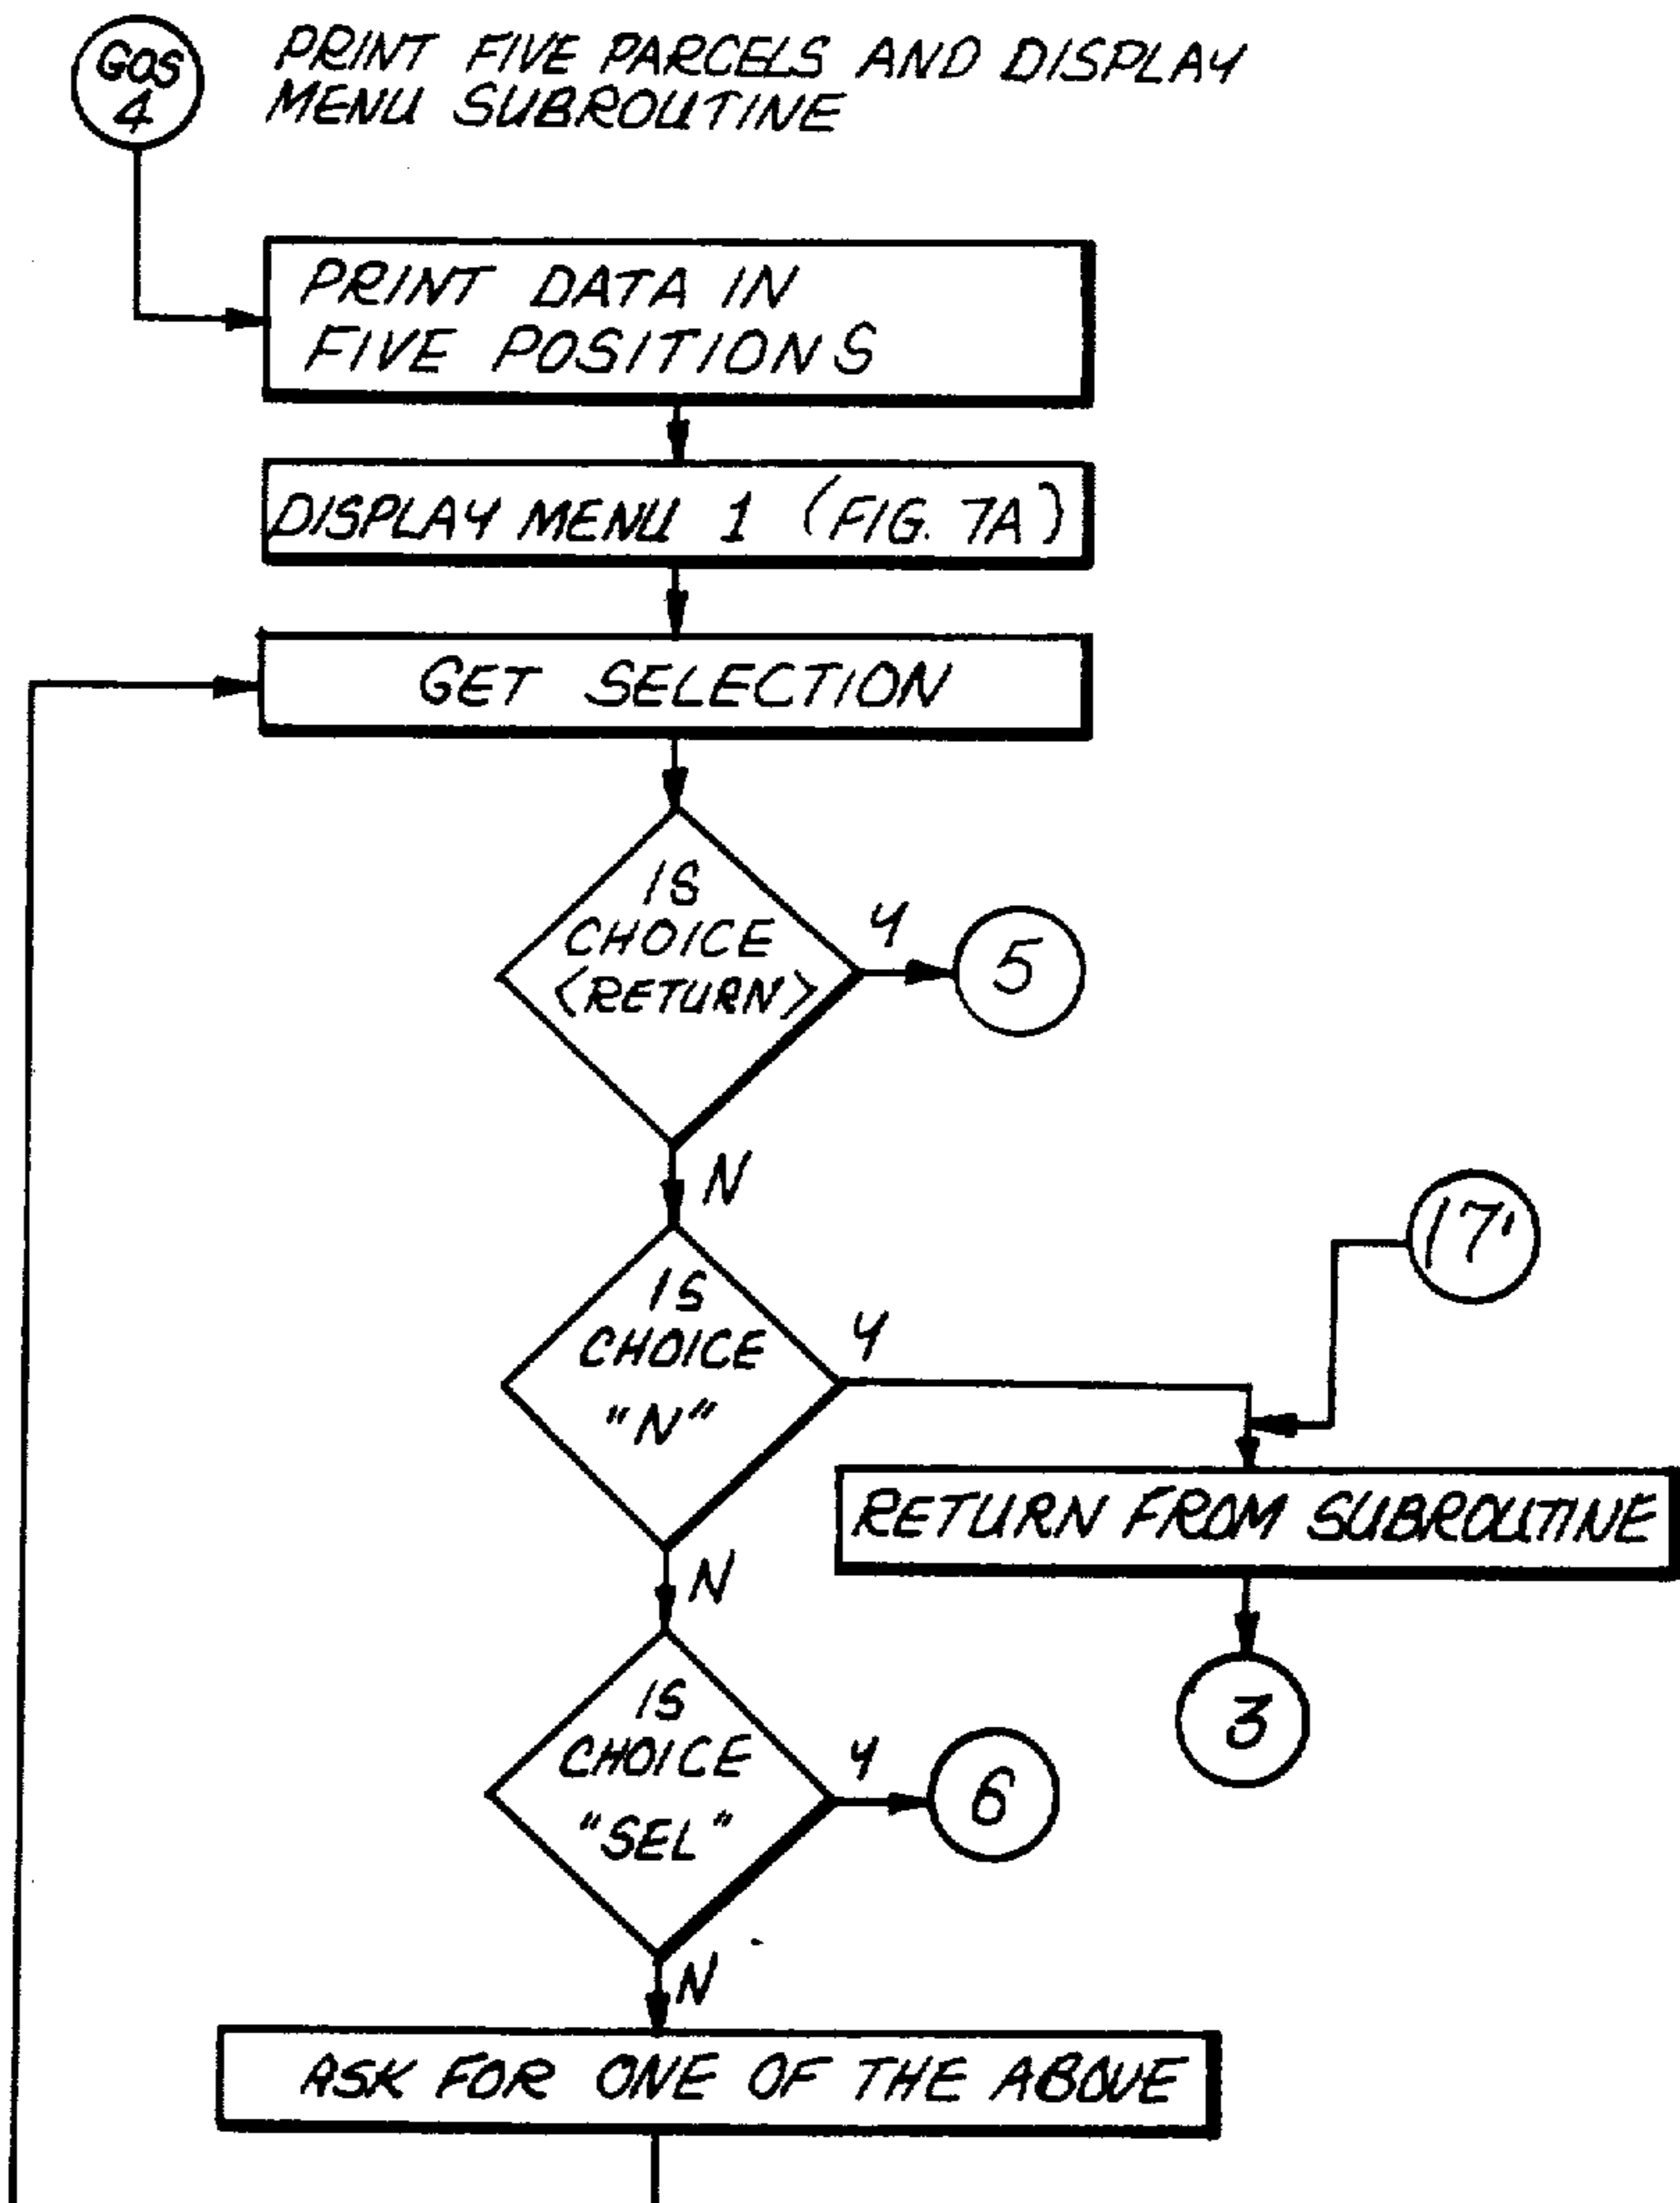 GOS
4
PRINT FIVE PARCELS AND DISPLAY
MENU SUBROUTINE
PRINT DATA IN
FIVE POSITIONS
DISPLAY MENU 1 (FIG. 7A)
GET SELECTION
IS
CHOICE
<RETURN>
Y
5
N
17'
IS
CHOICE
"N"
Y
RETURN FROM SUBROUTINE
N
3
IS
CHOICE
"SEL"
Y
6
N
ASK FOR ONE OF THE ABOVE